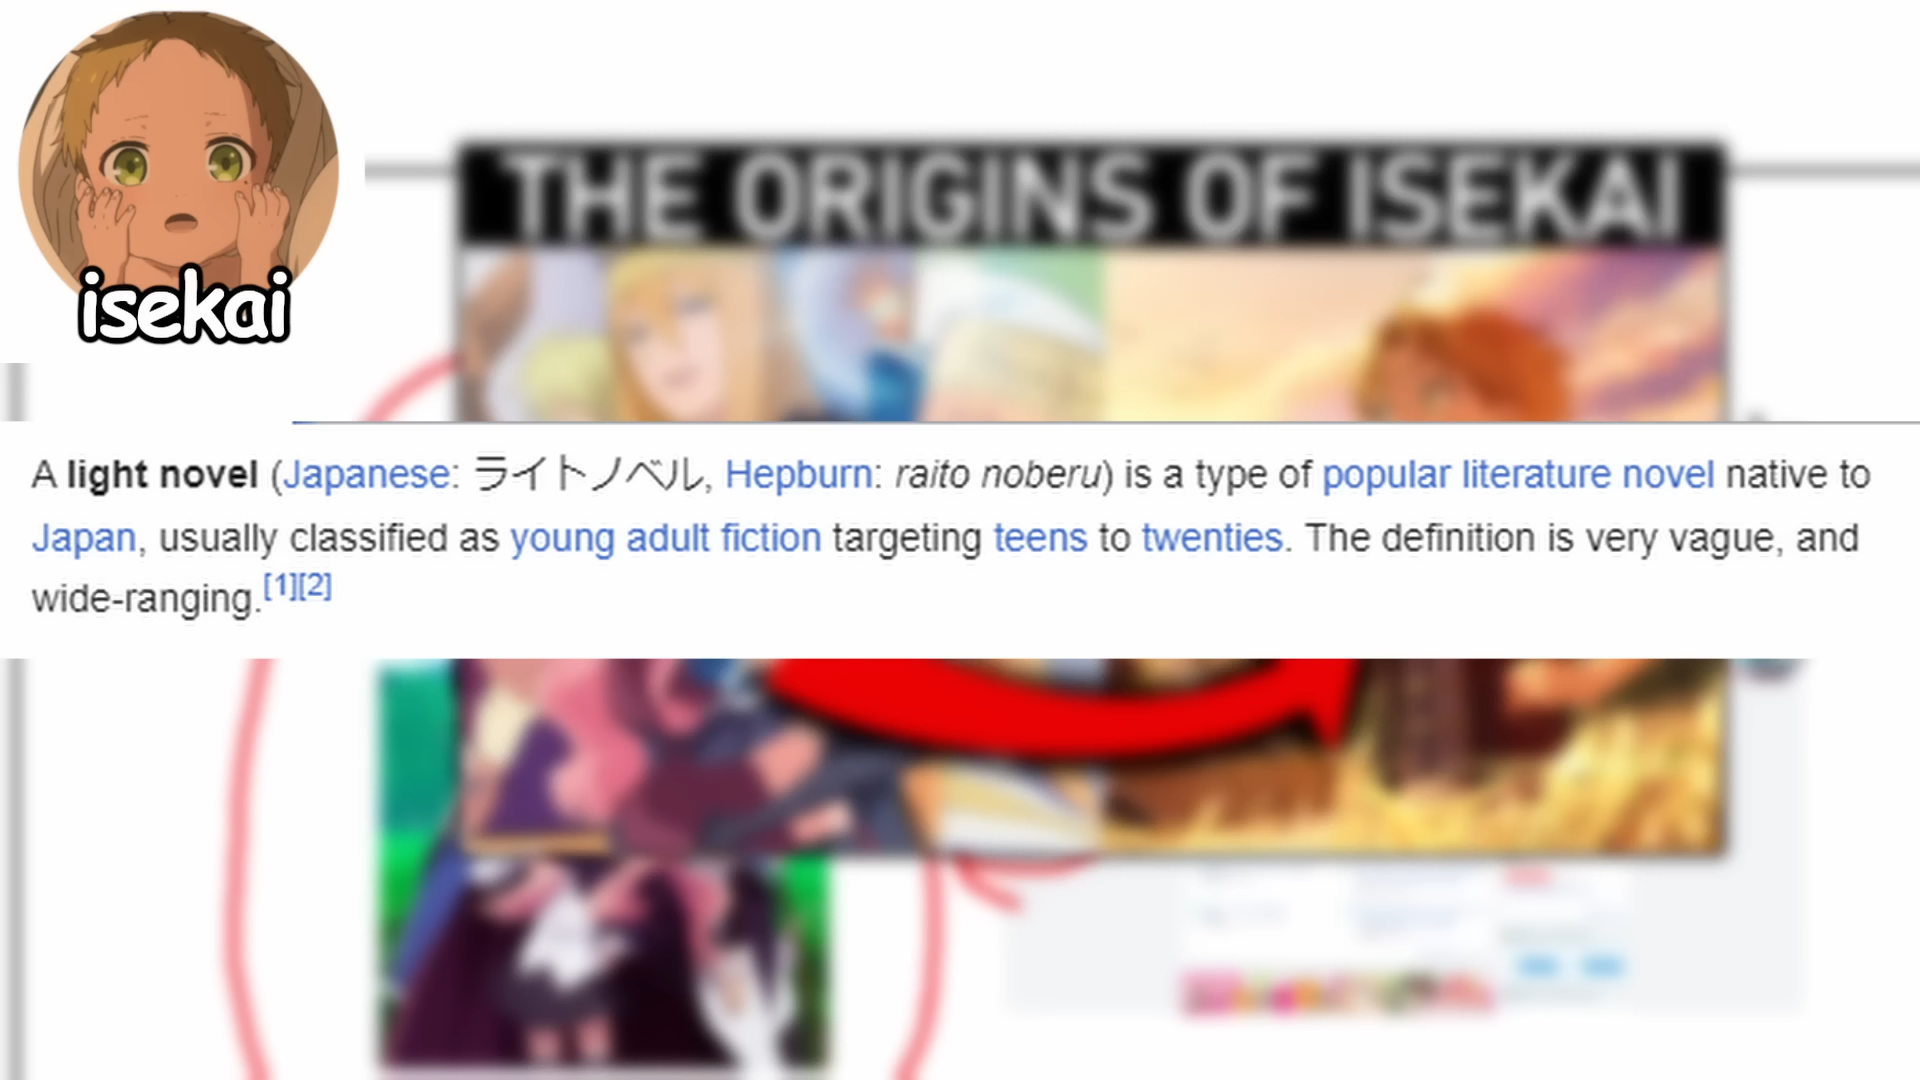 THE ORIGINS OF ISEKAI
isekai
A light novel (Japanese: ライトノベル, Hepburn: raito noberu) is a type of popular literature novel native to
Japan, usually classified as young adult fiction targeting teens to twenties. The definition is very vague, and
wide-ranging.[1][2]